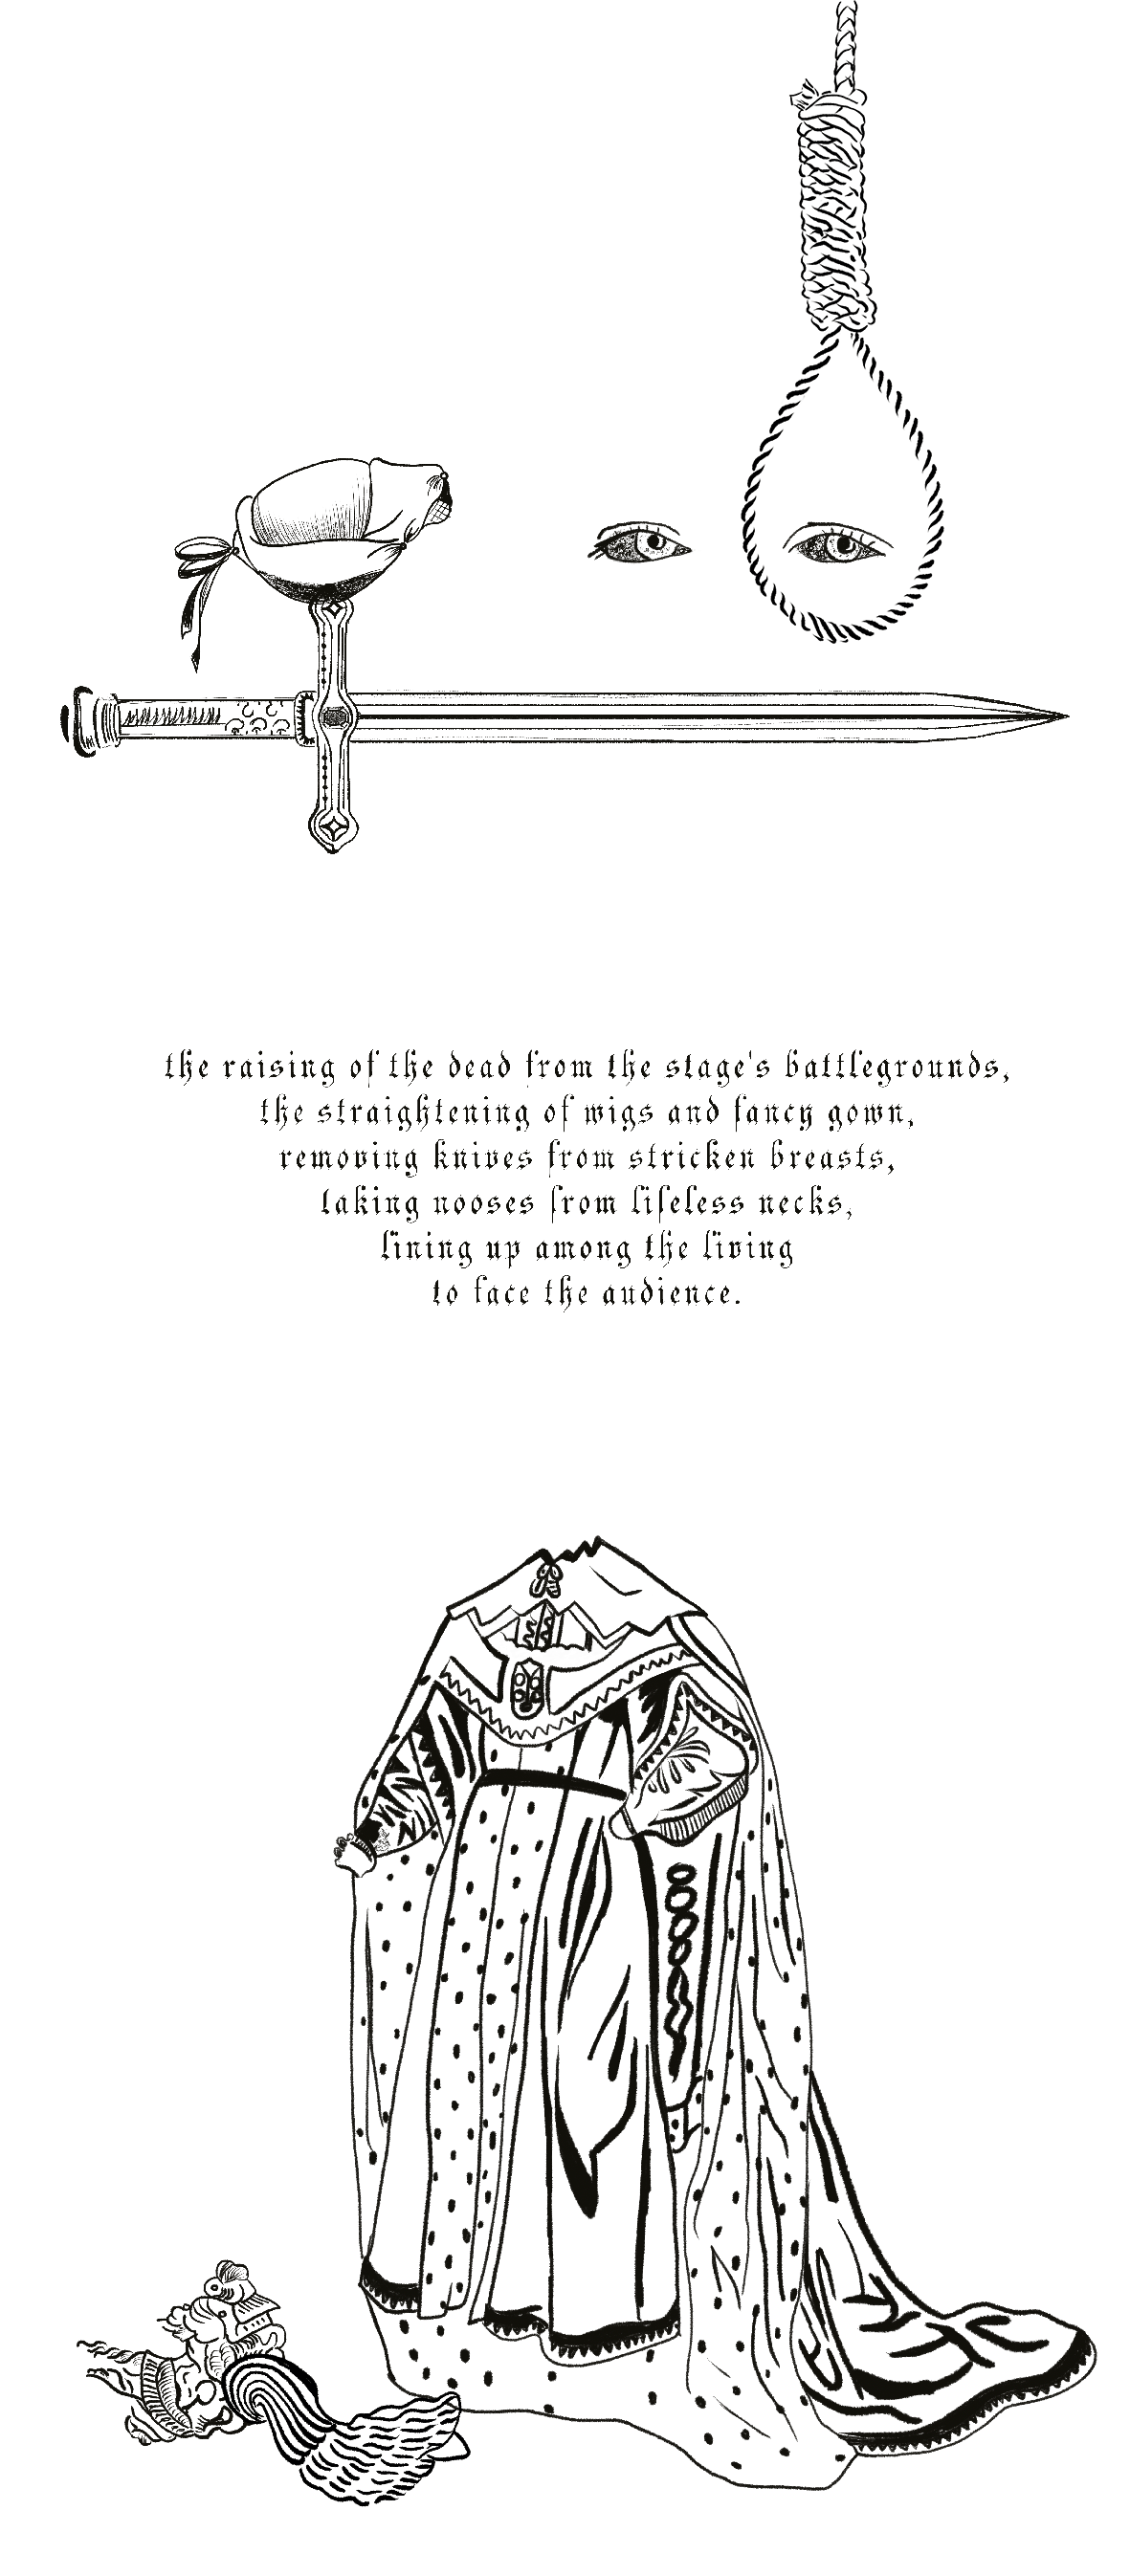 the raising of the dead from the stage's battlegrounds,
the straightening of wigs and fancy gown,
removing knives from stricken breasts,
taking nooses from lifeless necks,
lining up among the living
to face the audience.